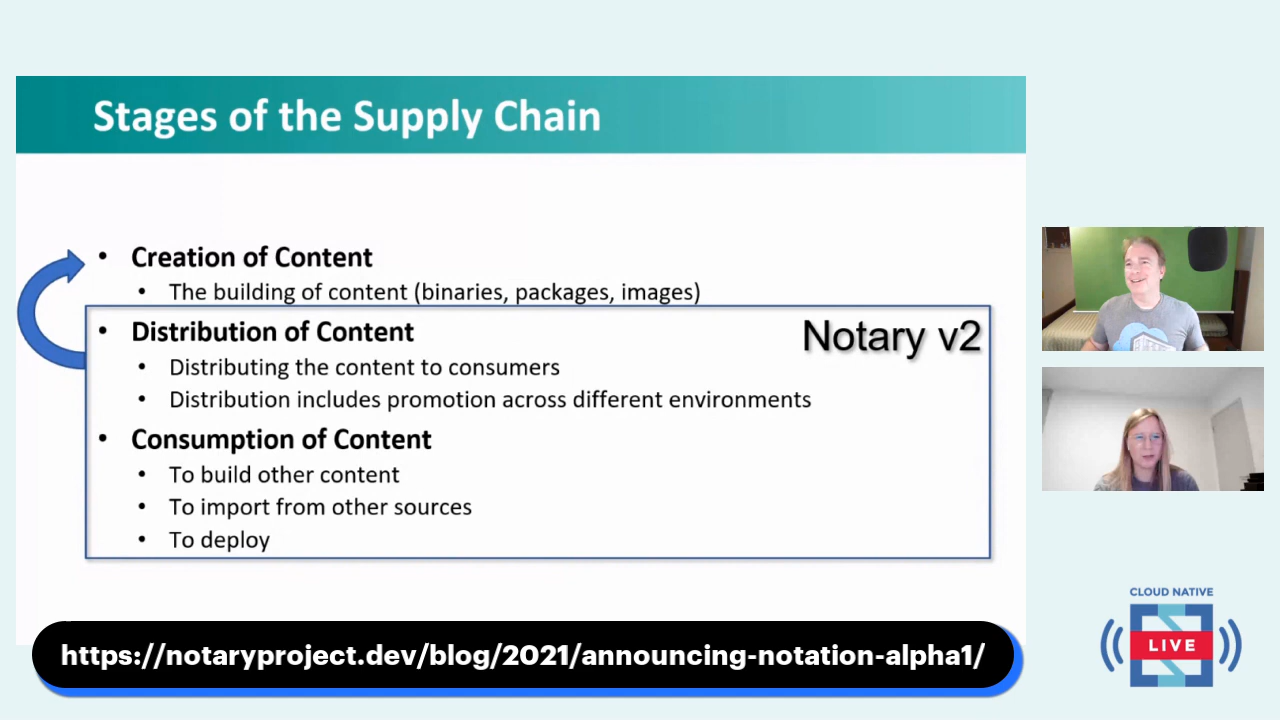 Stages of the Supply Chain
• Creation of Content
• The building of content (binaries, packages, images)
• Distribution of Content
Notary v2
• Distributing the content to consumers
• Distribution includes promotion across different environments
• Consumption of Content
• To build other content
• To import from other sources
• To deploy
https://notaryproject.dev/blog/2021/announcing-notation-alpha1/
CLOUD NATIVE
LIVE